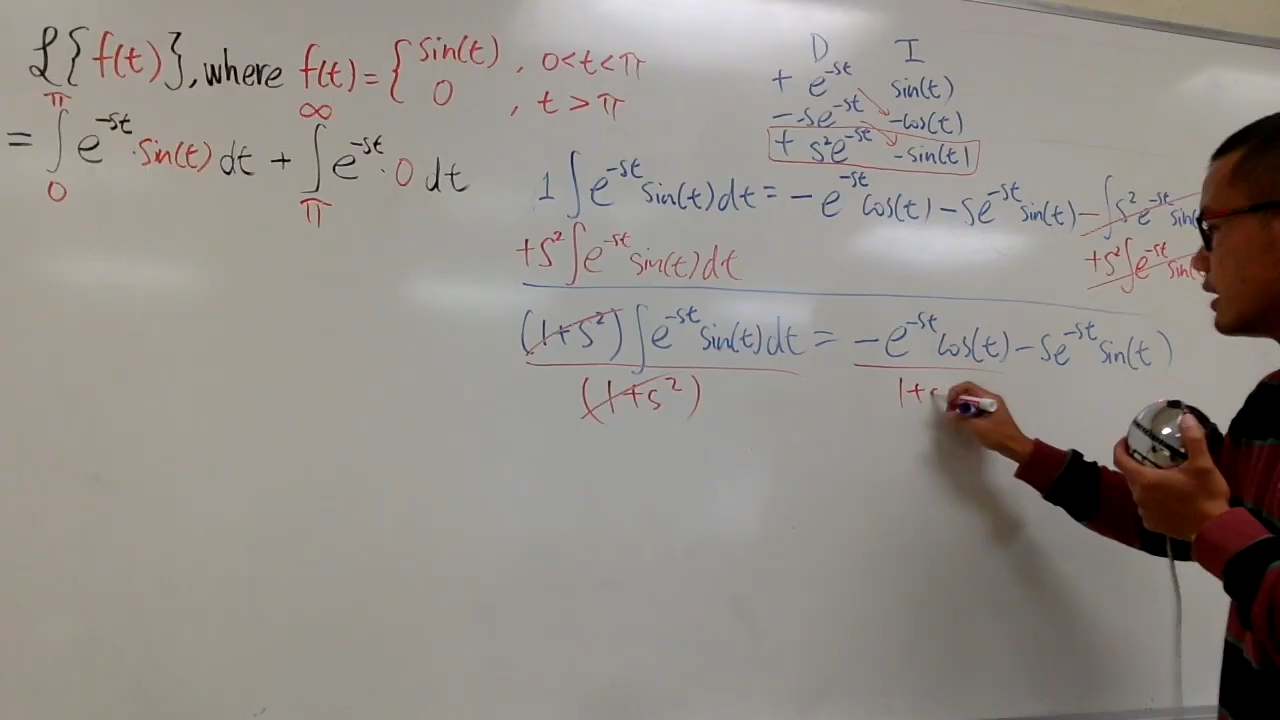 ℒ{f(t)}, where f(t) = { sin(t) , 0<t<π
0 , t>π
= ∫₀^π e^{-st}·sin(t) dt + ∫_π^∞ e^{-st}·0 dt
D I
+ e^{-st} sin(t)
- -se^{-st} -cos(t)
+ s²e^{-st} -sin(t)
1 ∫e^{-st} sin(t)dt = -e^{-st} cos(t) - se^{-st} sin(t) - ∫s² e^{-st} sin
+s² ∫e^{-st} sin(t)dt +s² ∫e^{-st} sin(t
(1+s²) ∫e^{-st} sin(t)dt = -e^{-st} cos(t) - se^{-st} sin(t)
(1+s²) 1+s